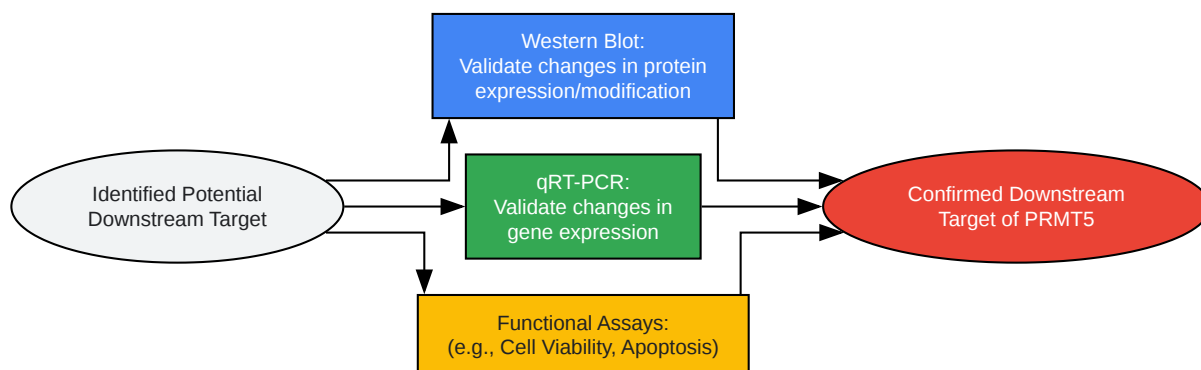 Western Blot:
Validate changes in protein
expression/modification
Identified Potential
Downstream Target
qRT-PCR:
Validate changes in
gene expression
Confirmed Downstream
Target of PRMT5
Functional Assays:
(e.g., Cell Viability, Apoptosis)